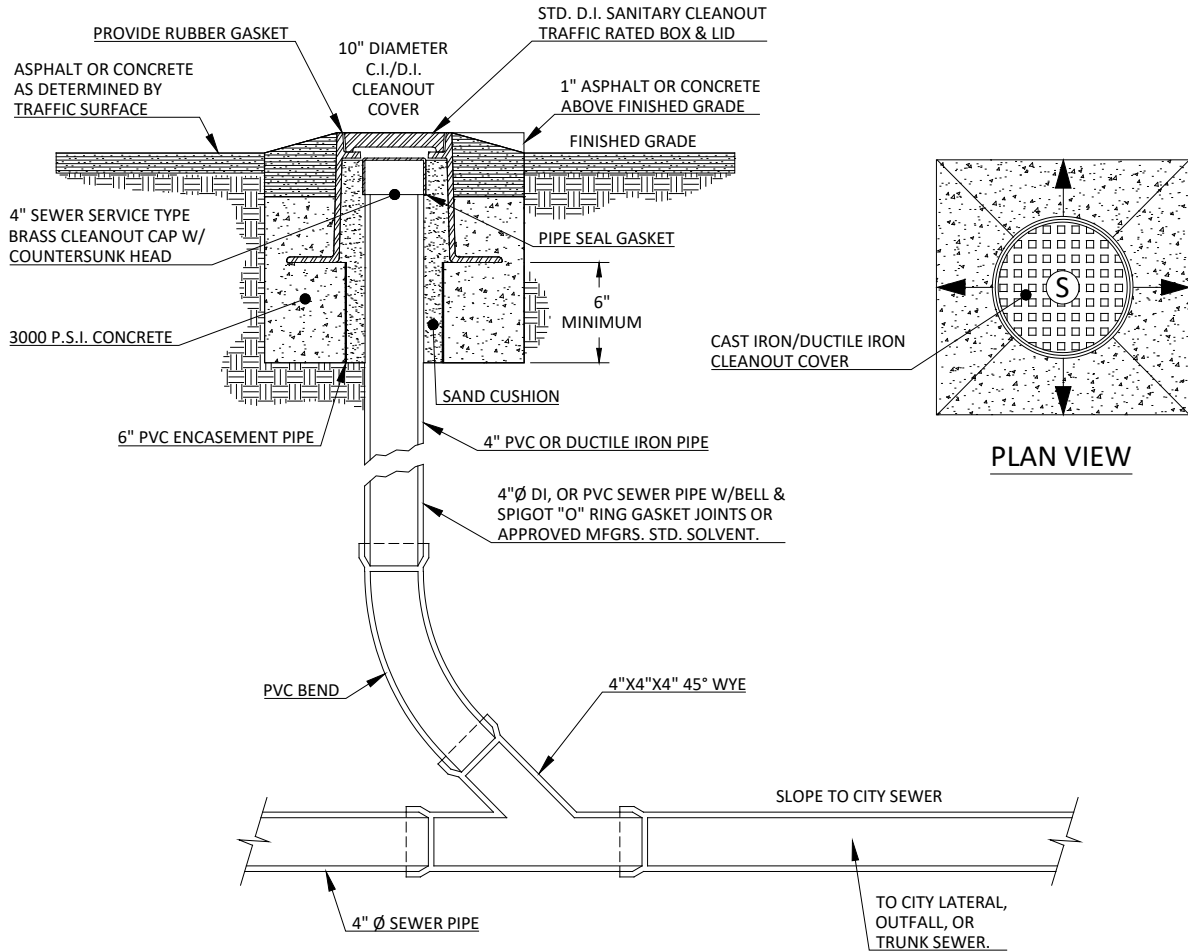 PROVIDE RUBBER GASKET
10" DIAMETER
C.I./D.I.
CLEANOUT
COVER
STD. D.I. SANITARY CLEANOUT
TRAFFIC RATED BOX & LID
ASPHALT OR CONCRETE
AS DETERMINED BY
TRAFFIC SURFACE
1" ASPHALT OR CONCRETE
ABOVE FINISHED GRADE
FINISHED GRADE
4" SEWER SERVICE TYPE
BRASS CLEANOUT CAP W/
COUNTERSUNK HEAD
PIPE SEAL GASKET
6"
MINIMUM
3000 P.S.I. CONCRETE
SAND CUSHION
6" PVC ENCASEMENT PIPE
4" PVC OR DUCTILE IRON PIPE
S
CAST IRON/DUCTILE IRON
CLEANOUT COVER
PLAN VIEW
4"Ø DI, OR PVC SEWER PIPE W/BELL &
SPIGOT "O" RING GASKET JOINTS OR
APPROVED MFGRS. STD. SOLVENT.
PVC BEND
4"X4"X4" 45° WYE
SLOPE TO CITY SEWER
4" Ø SEWER PIPE
TO CITY LATERAL,
OUTFALL, OR
TRUNK SEWER.